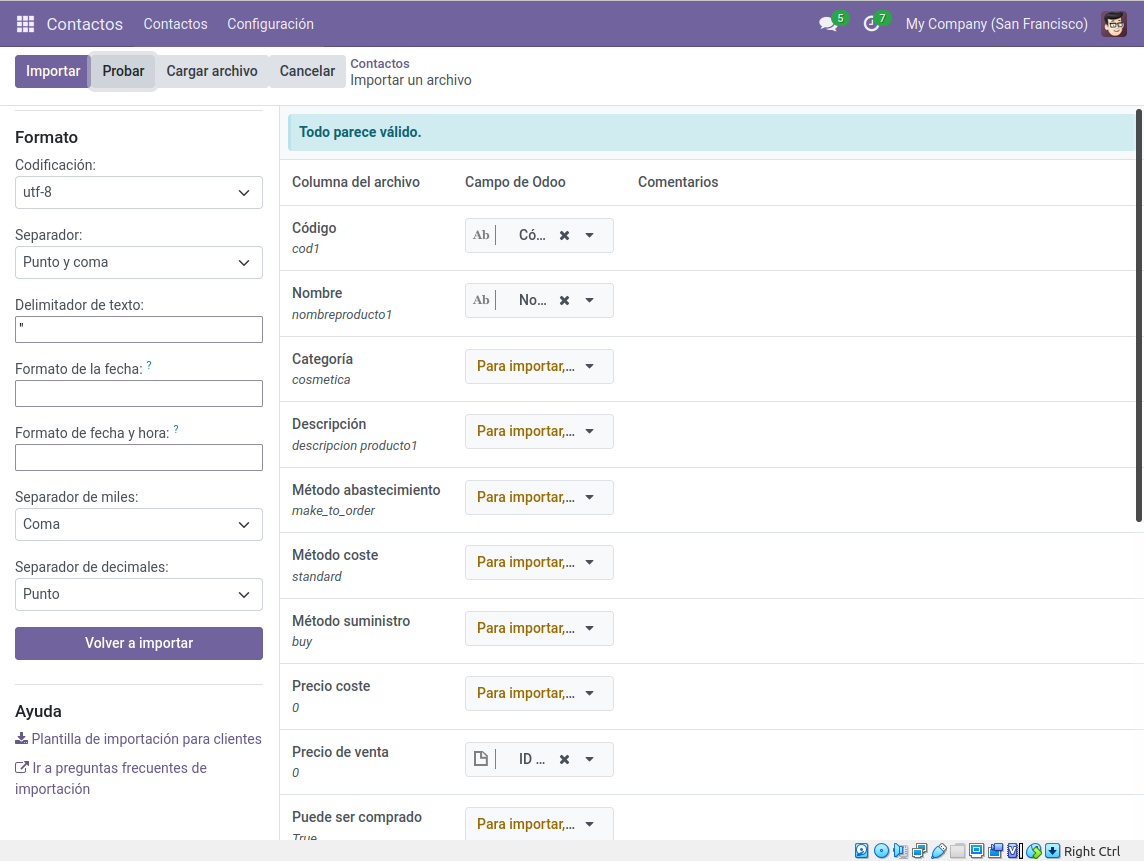 Contactos Contactos Configuración 5 7 My Company (San Francisco)
Importar Probar Cargar archivo Cancelar
Contactos
Importar un archivo
Formato
Codificación:
utf-8
Separador:
Punto y coma
Delimitador de texto:
"
Formato de la fecha: ?
Formato de fecha y hora: ?
Separador de miles:
Coma
Separador de decimales:
Punto
Volver a importar
Ayuda
Plantilla de importación para clientes
Ir a preguntas frecuentes de
importación
Todo parece válido.
Columna del archivo Campo de Odoo Comentarios
Código
cod1
Ab Có...
Nombre
nombreproducto1
Ab No...
Categoría
cosmetica
Para importar,...
Descripción
descripcion producto1
Para importar,...
Método abastecimiento
make_to_order
Para importar,...
Método coste
standard
Para importar,...
Método suministro
buy
Para importar,...
Precio coste
0
Para importar,...
Precio de venta
0
ID ...
Puede ser comprado
True
Para importar,...
Right Ctrl